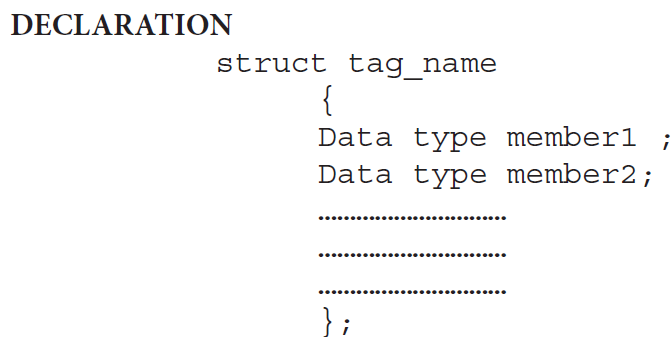 DECLARATION
struct tag_name
{
Data type member1 ;
Data type member2;
..............................
..............................
..............................
};